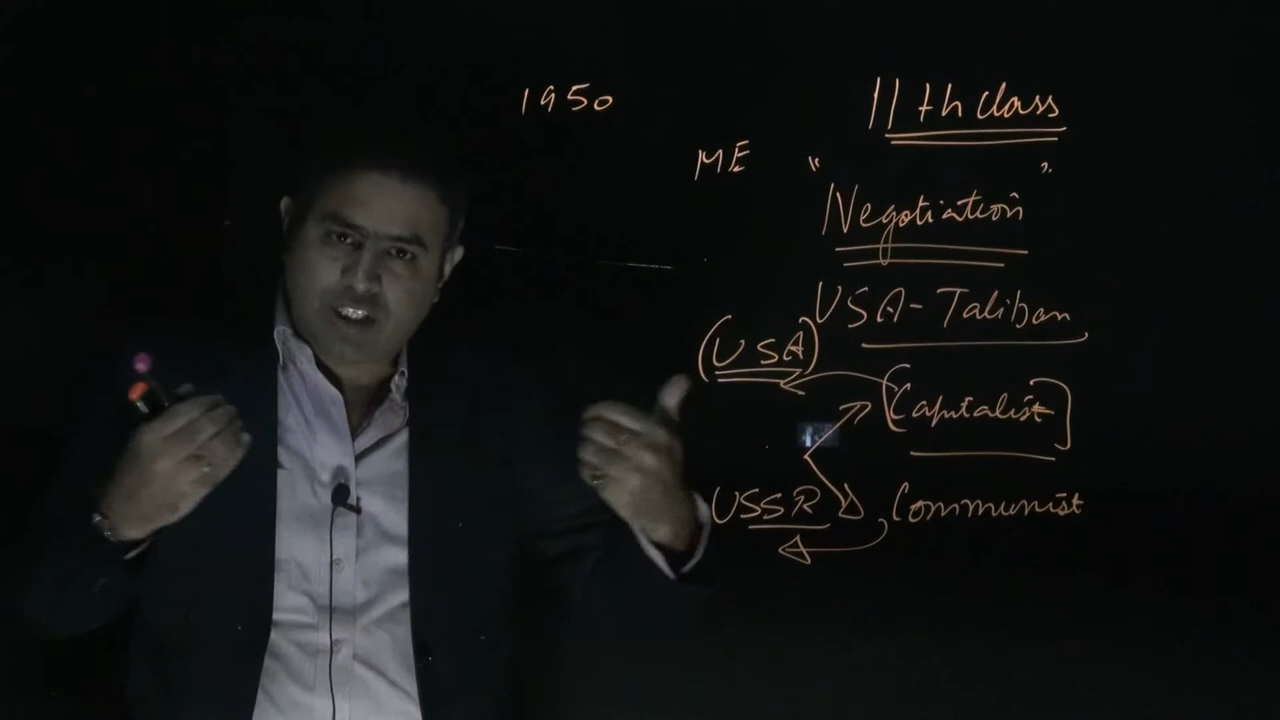 1950
11th class
ME " "
Negotiation
USA-Taliban
(USA)
[Capitalist]
USSR
Communist